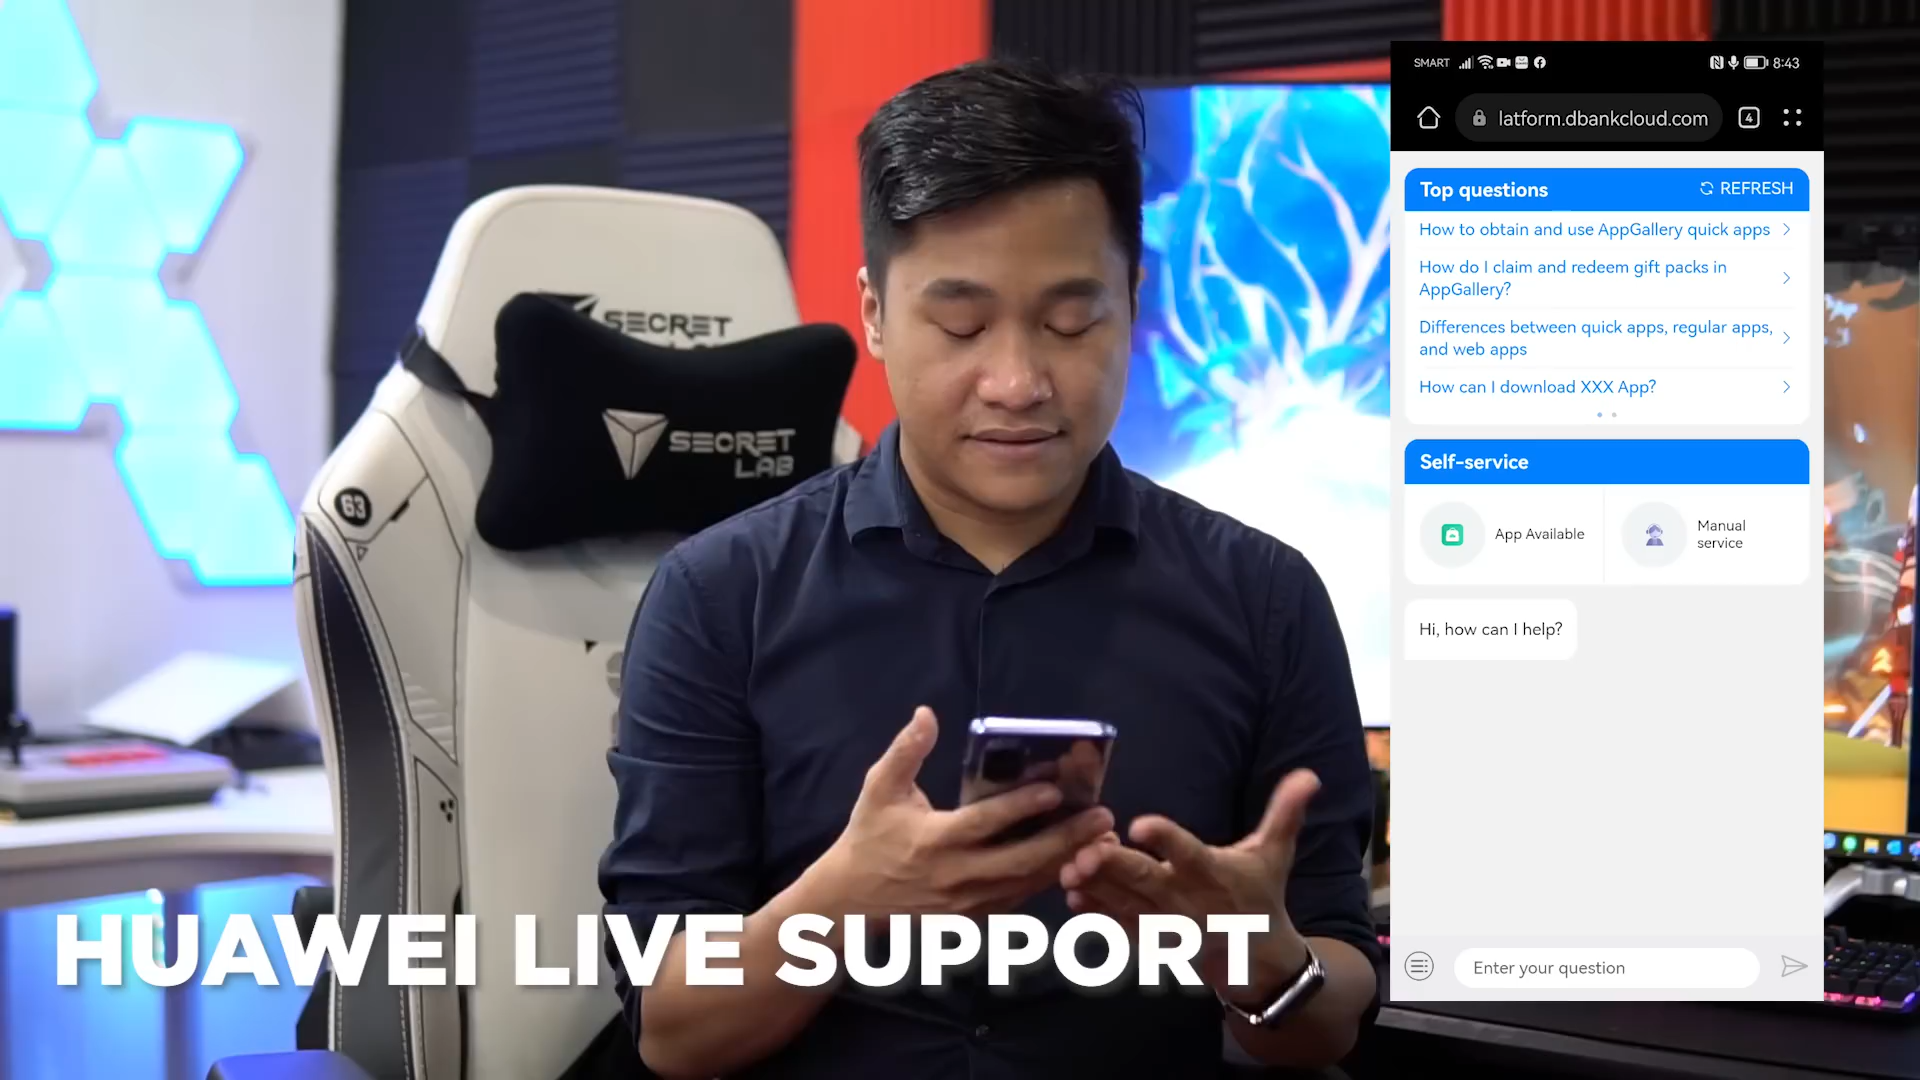 SECRET
SECRET
LAB
63
HUAWEI LIVE SUPPORT
SMART
8:43
latform.dbankcloud.com
4
Top questions
REFRESH
How to obtain and use AppGallery quick apps
How do I claim and redeem gift packs in
AppGallery?
Differences between quick apps, regular apps,
and web apps
How can I download XXX App?
Self-service
App Available
Manual
service
Hi, how can I help?
Enter your question